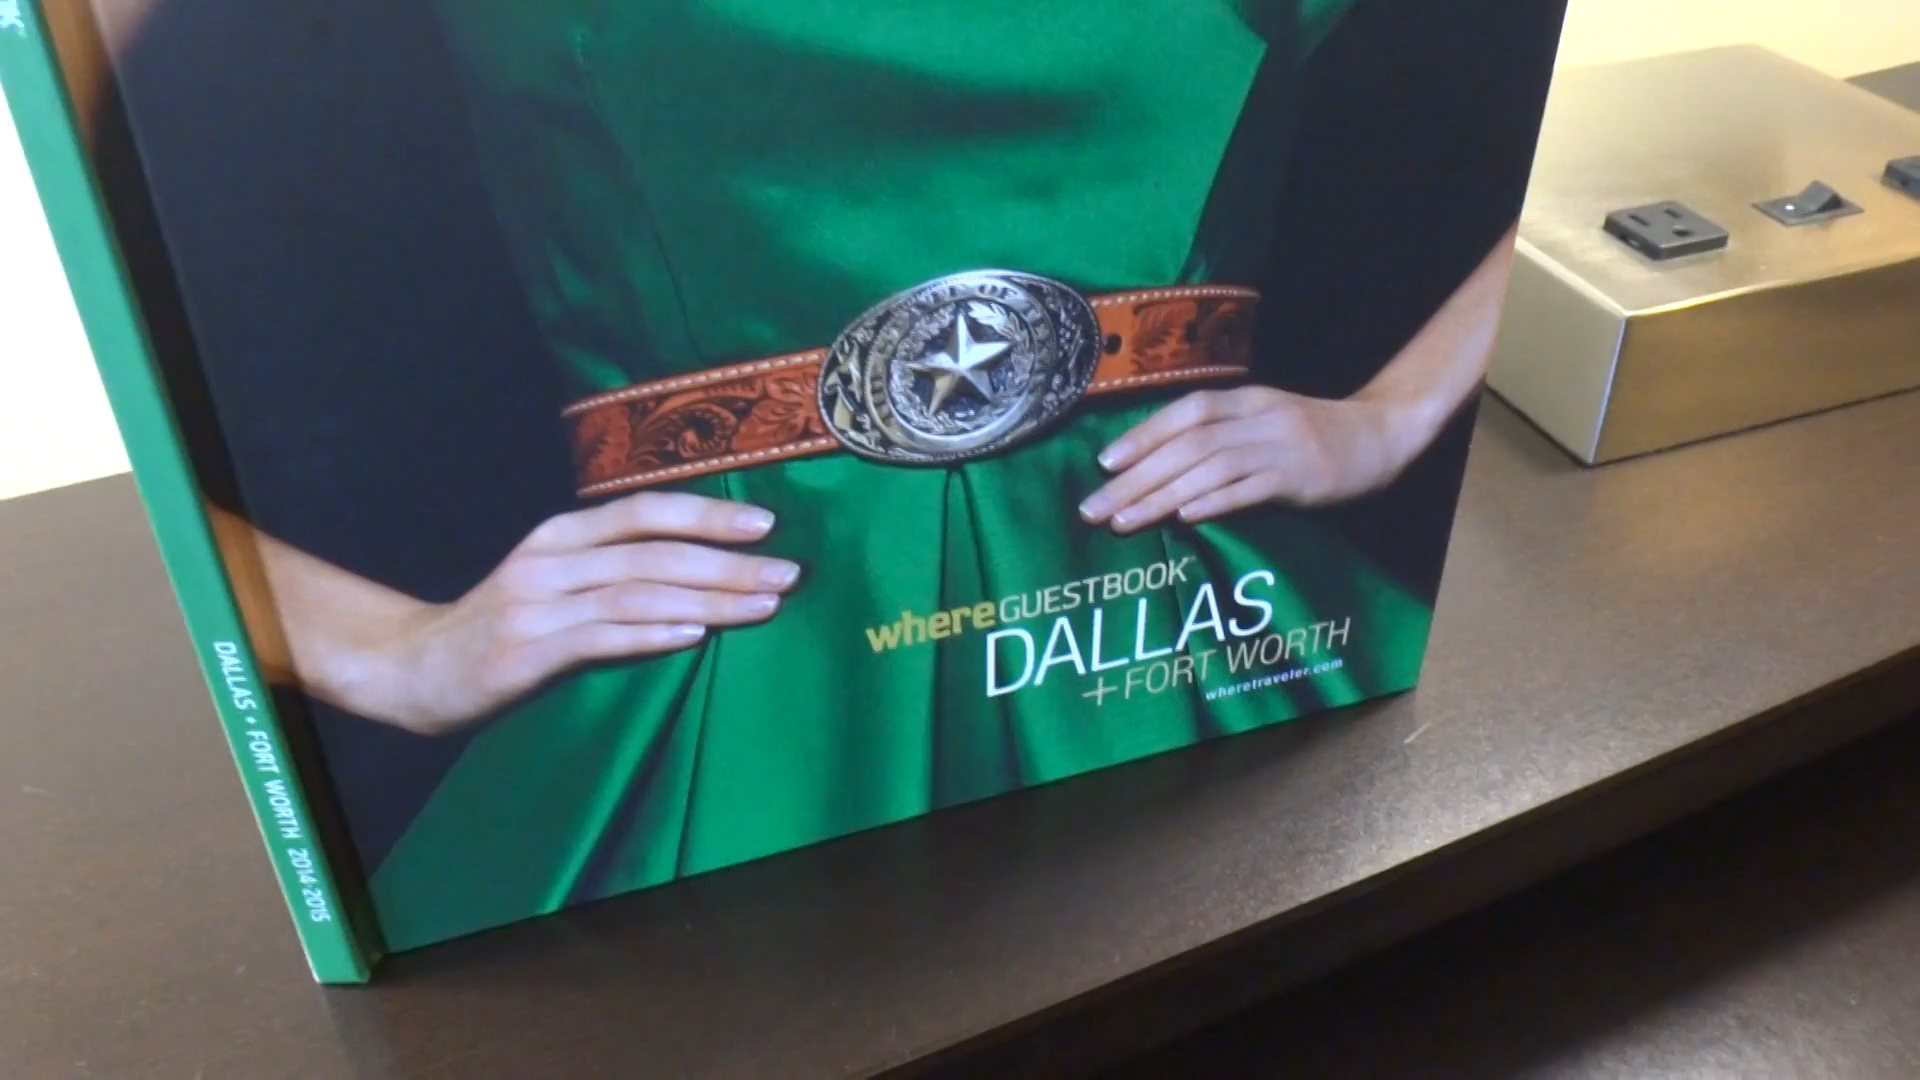 whereGUESTBOOK
DALLAS
+FORT WORTH
wheretraveler.com
DALLAS + FORT WORTH 2014-2015